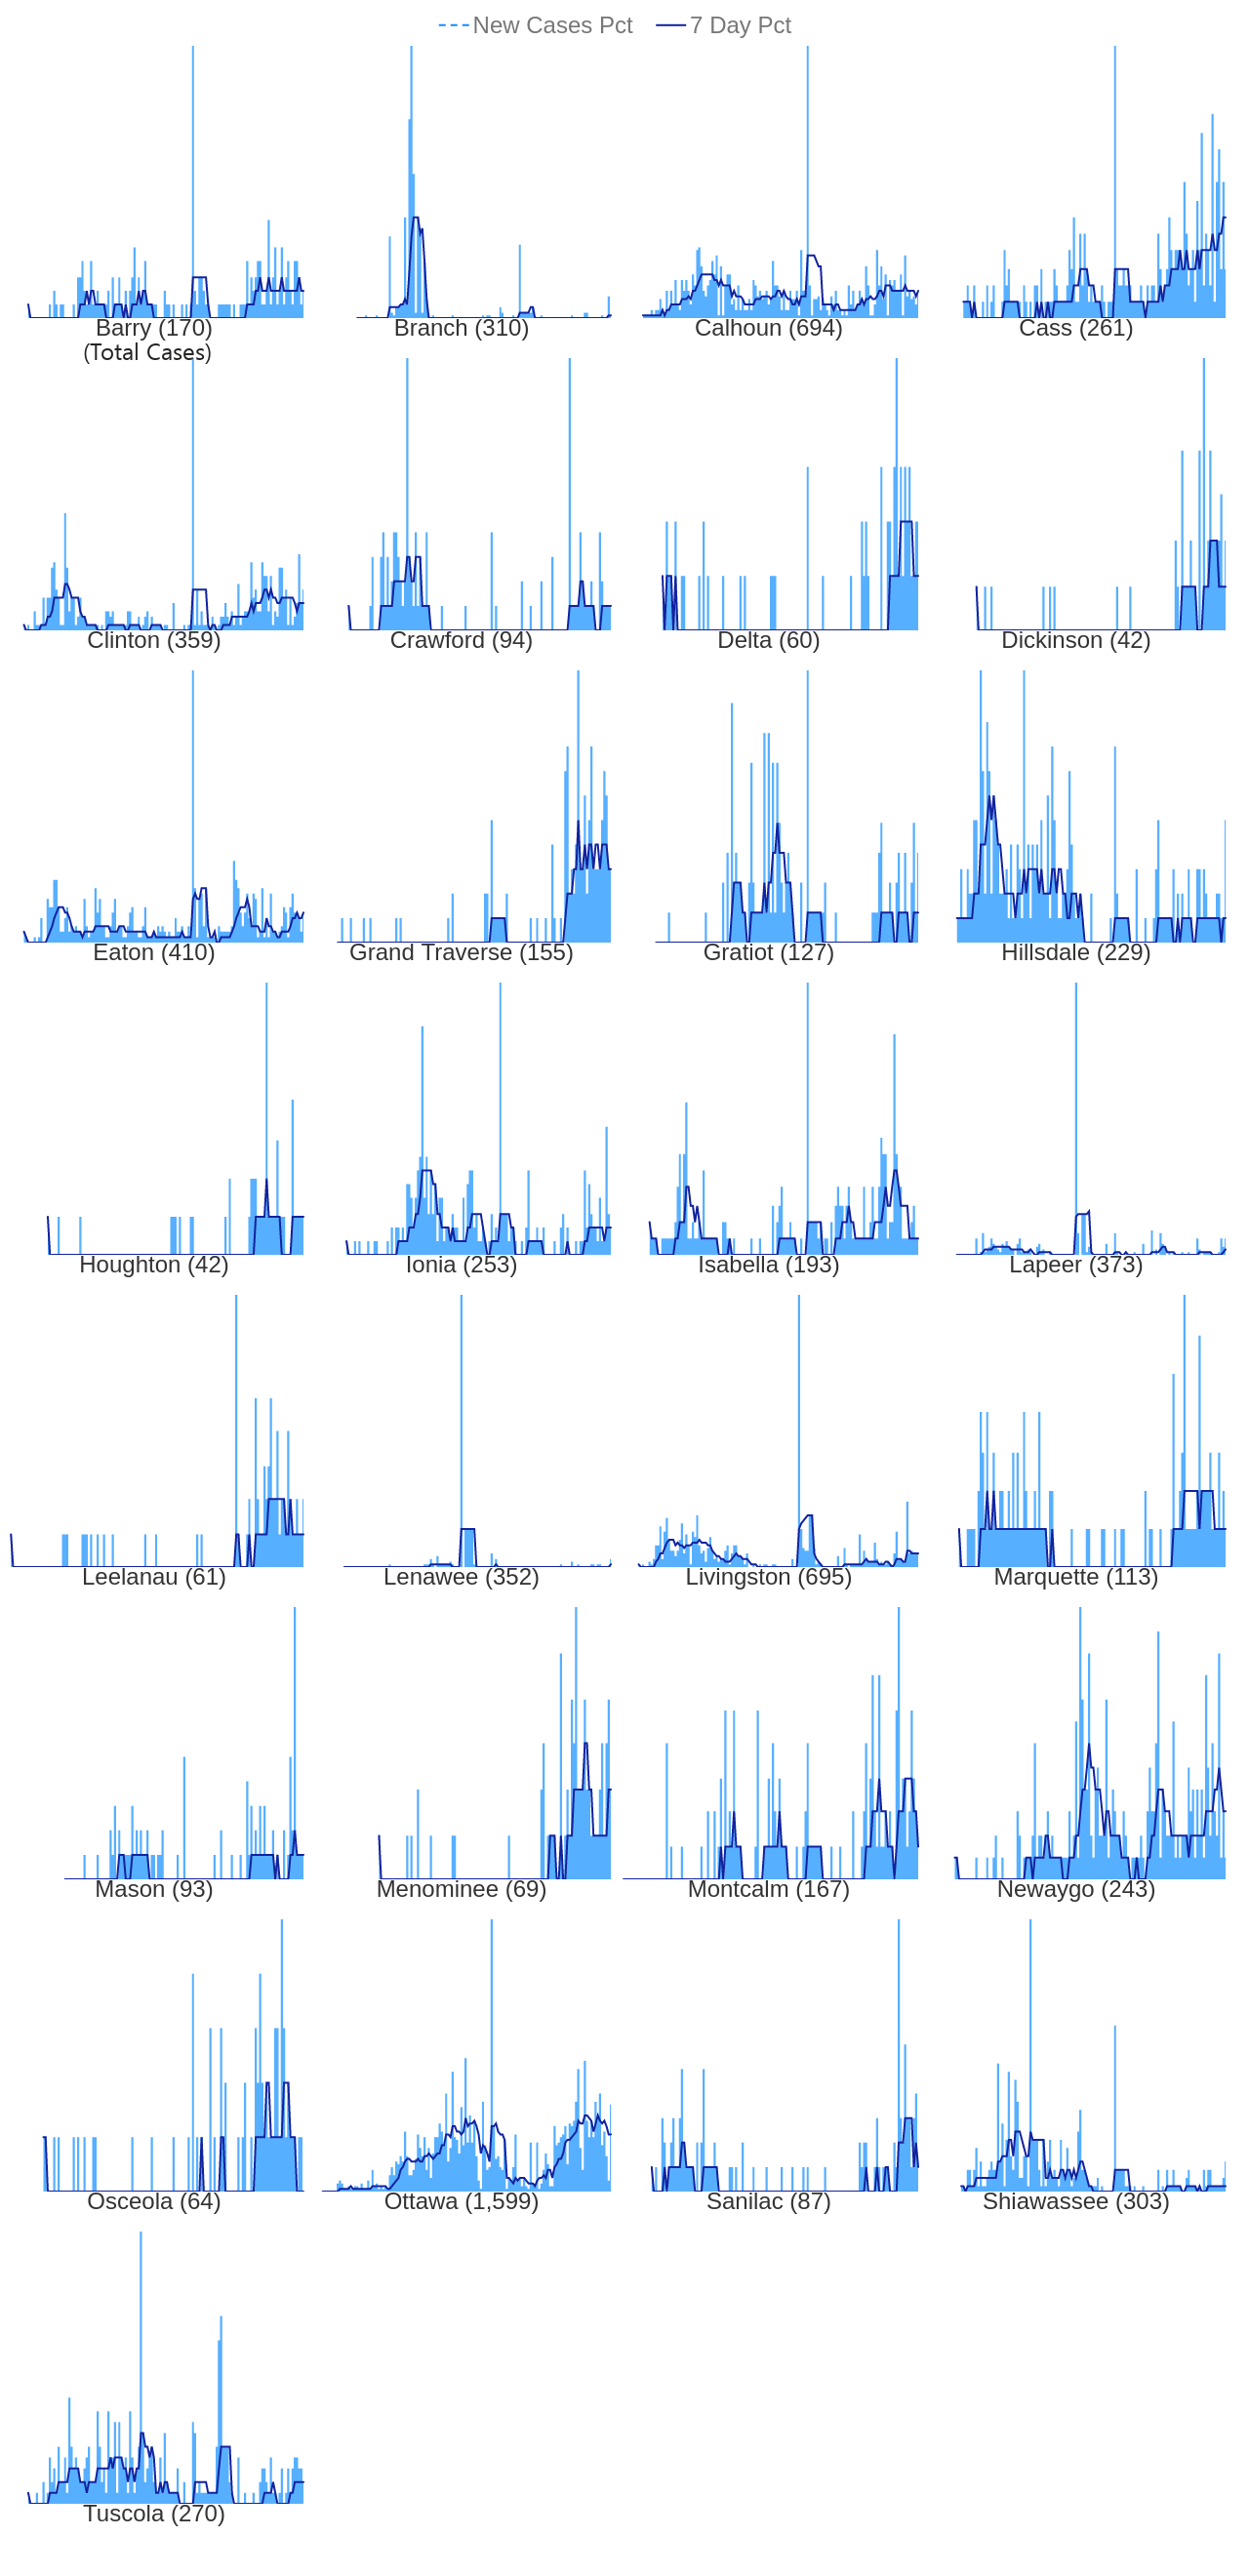 New Cases Pct 7 Day Pct
Barry (170) Branch (310) Calhoun (694) Cass (261)
(Total Cases)
Clinton (359) Crawford (94) Delta (60) Dickinson (42)
Eaton (410) Grand Traverse (155) Gratiot (127) Hillsdale (229)
Houghton (42) Ionia (253) Isabella (193) Lapeer (373)
Leelanau (61) Lenawee (352) Livingston (695) Marquette (113)
Mason (93) Menominee (69) Montcalm (167) Newaygo (243)
Osceola (64) Ottawa (1,599) Sanilac (87) Shiawassee (303)
Tuscola (270)